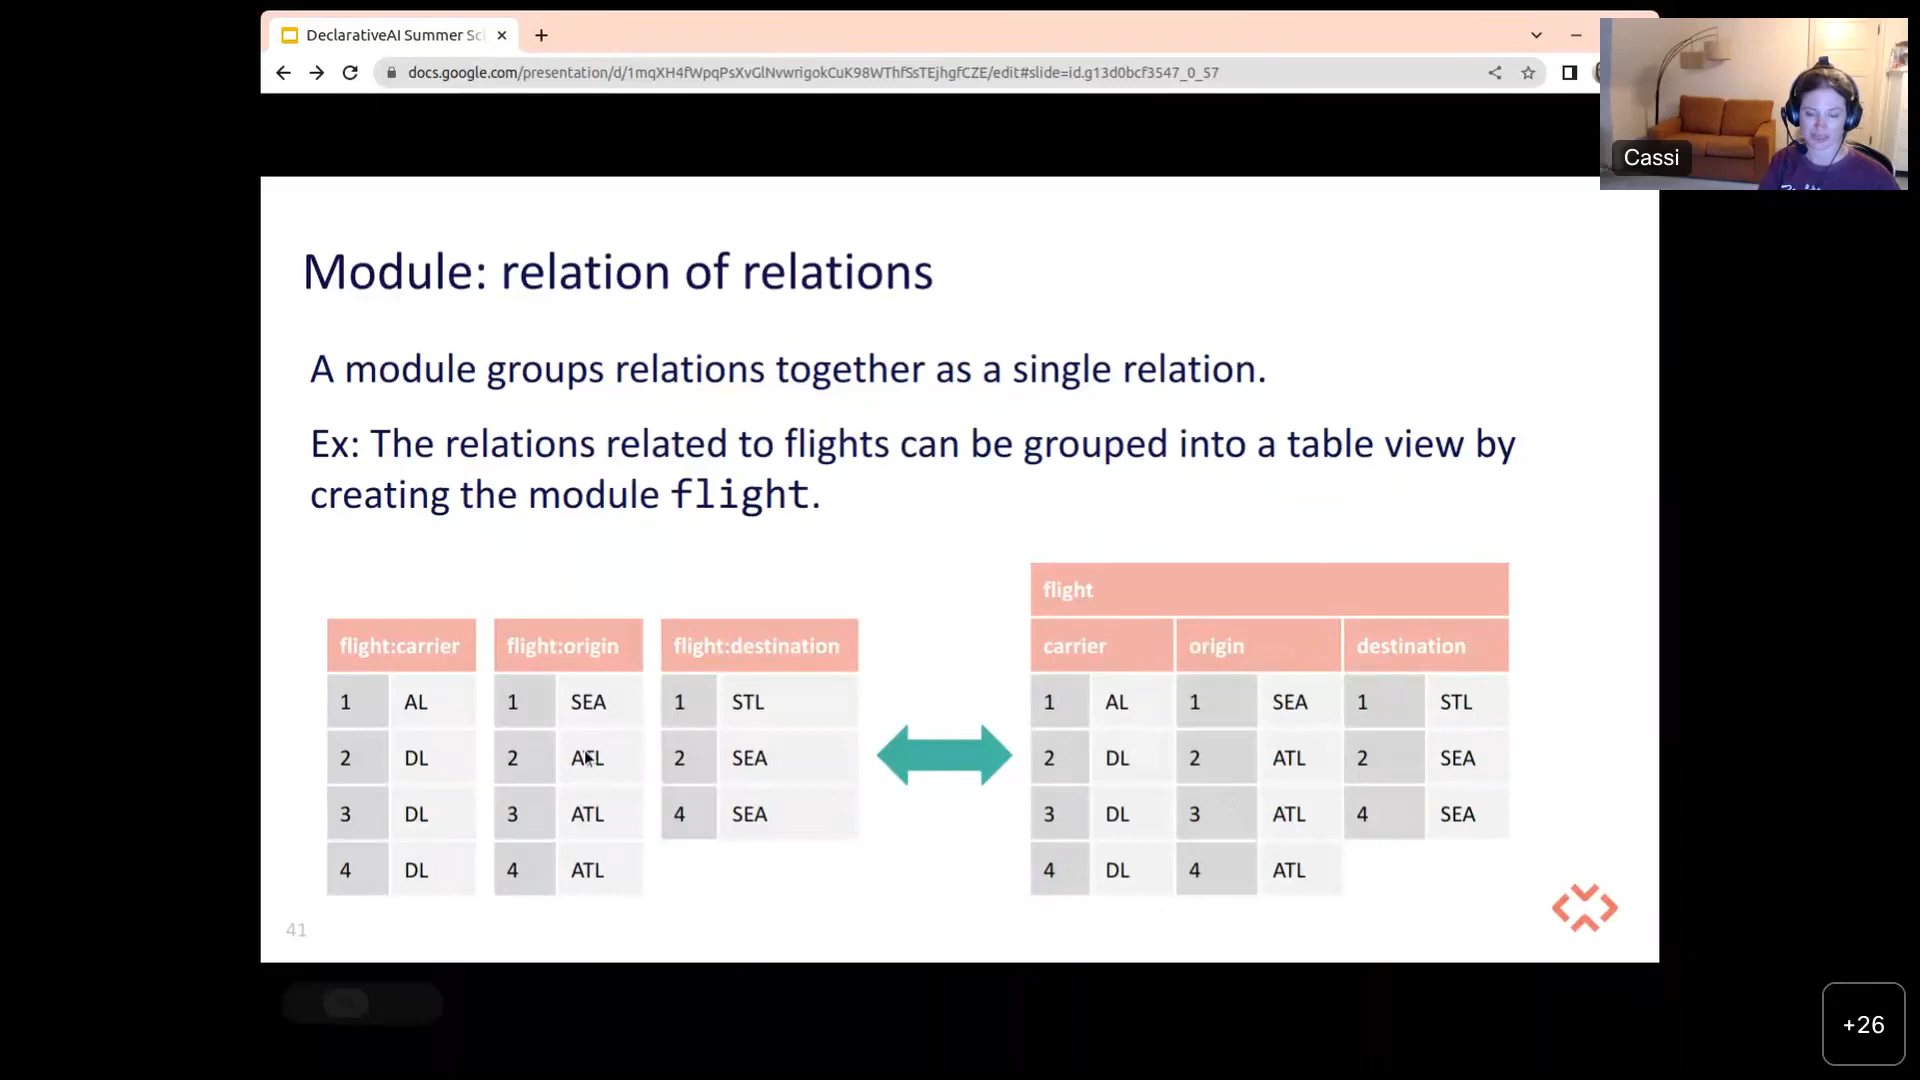 DeclarativeAI Summer Sc
docs.google.com/presentation/d/1mqXH4fWpqPsXvGlNvwrigokCuK98WThfSsTEjhgfCZE/edit#slide=id.g13d0bcf3547_0_57
Cassi
Module: relation of relations
A module groups relations together as a single relation.
Ex: The relations related to flights can be grouped into a table view by
creating the module flight.
flight
flight:carrier flight:origin flight:destination carrier origin destination
1 AL 1 SEA 1 STL 1 AL 1 SEA 1 STL
2 DL 2 ATL 2 SEA 2 DL 2 ATL 2 SEA
3 DL 3 ATL 4 SEA 3 DL 3 ATL 4 SEA
4 DL 4 ATL 4 DL 4 ATL
41
+26